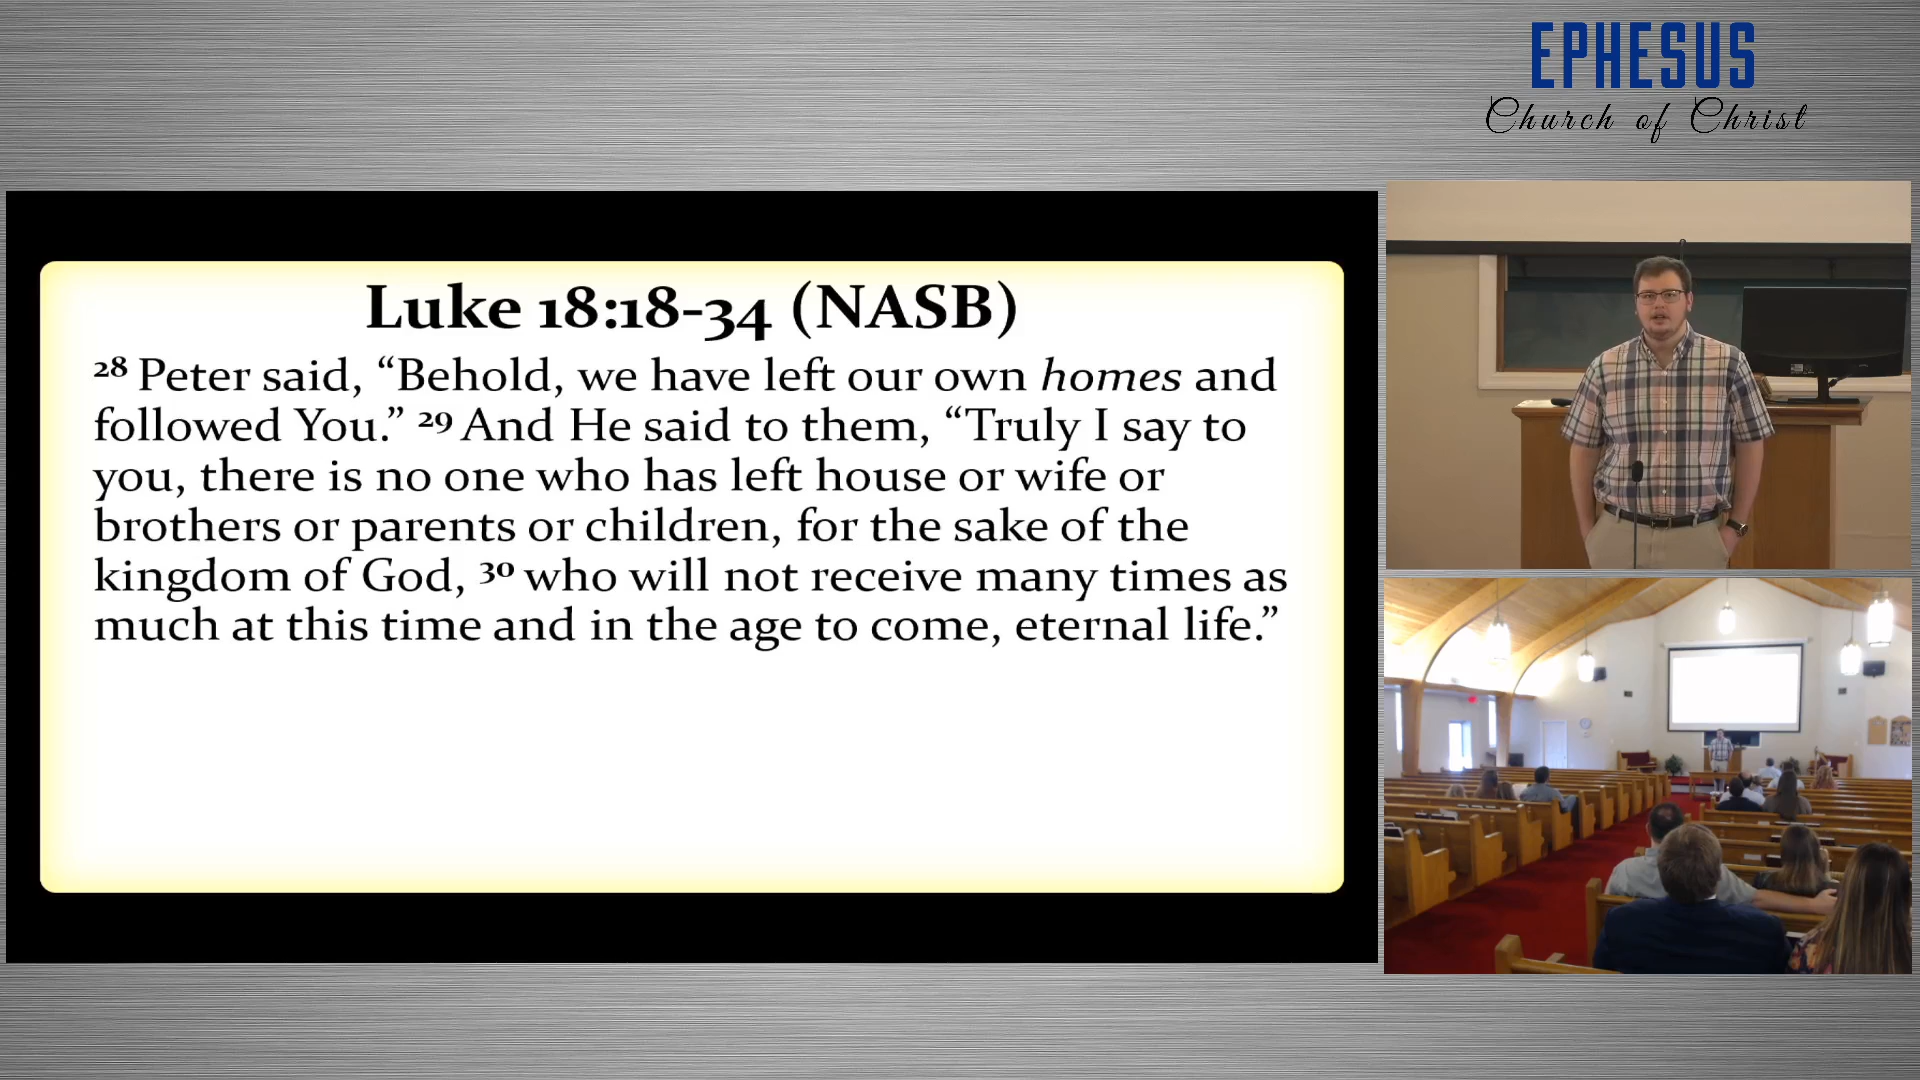 EPHESUS
Church of Christ
Luke 18:18-34 (NASB)
28 Peter said, “Behold, we have left our own homes and
followed You.” 29 And He said to them, “Truly I say to
you, there is no one who has left house or wife or
brothers or parents or children, for the sake of the
kingdom of God, 30 who will not receive many times as
much at this time and in the age to come, eternal life.”